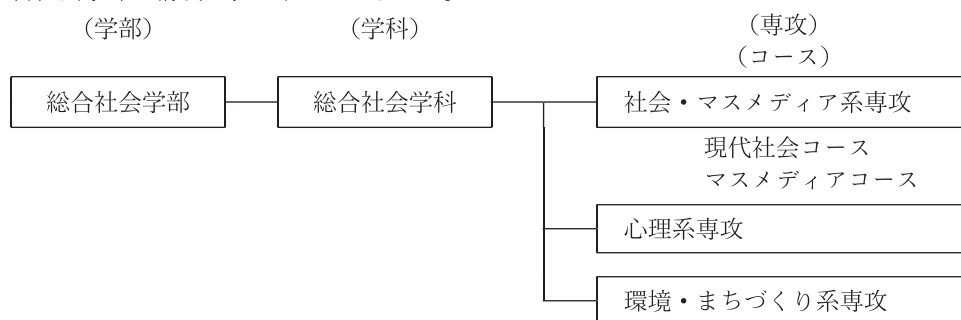 (学部)
(学科)
(専攻)
(コース)
総合社会学部
総合社会学科
社会・マスメディア系専攻
現代社会コース
マスメディアコース
心理系専攻
環境・まちづくり系専攻